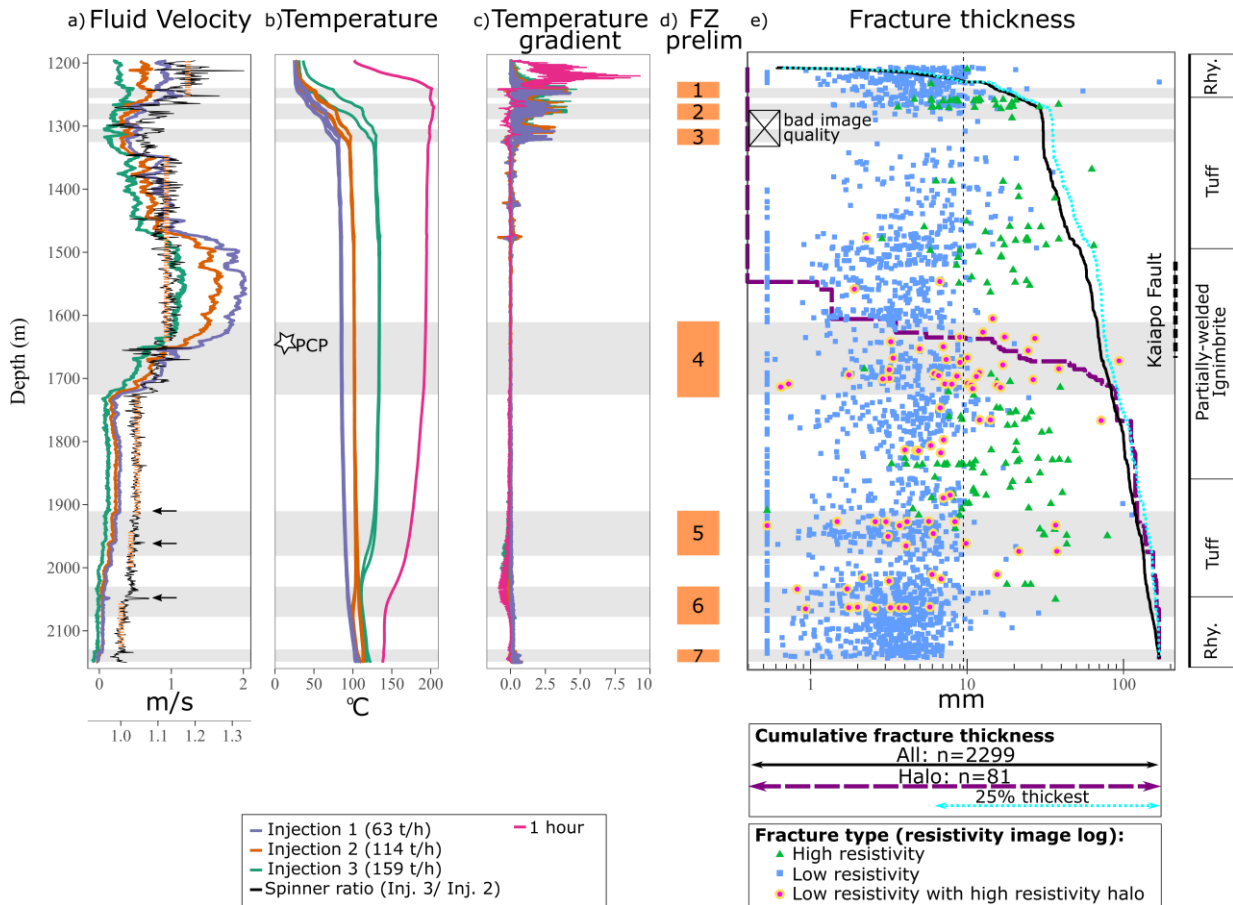 a) Fluid Velocity
b) Temperature
c) Temperature gradient
d) FZ prelim
e) Fracture thickness
Depth (m)
1200
1300
1400
1500
1600
1700
1800
1900
2000
2100
PCP
1
2
3
4
5
6
7
bad image
quality
Kaiapo Fault
Rhy.
Tuff
Partially-welded
Ignimbrite
Tuff
Rhy.
0 1 2
m/s
1.0 1.1 1.2 1.3
0 50 100 150 200
°C
0.0 2.5 5.0 7.5 10
1 10 100
mm
Cumulative fracture thickness
All: n=2299
Halo: n=81
25% thickest
Injection 1 (63 t/h)
1 hour
Injection 2 (114 t/h)
Injection 3 (159 t/h)
Spinner ratio (Inj. 3/ Inj. 2)
Fracture type (resistivity image log):
High resistivity
Low resistivity
Low resistivity with high resistivity halo